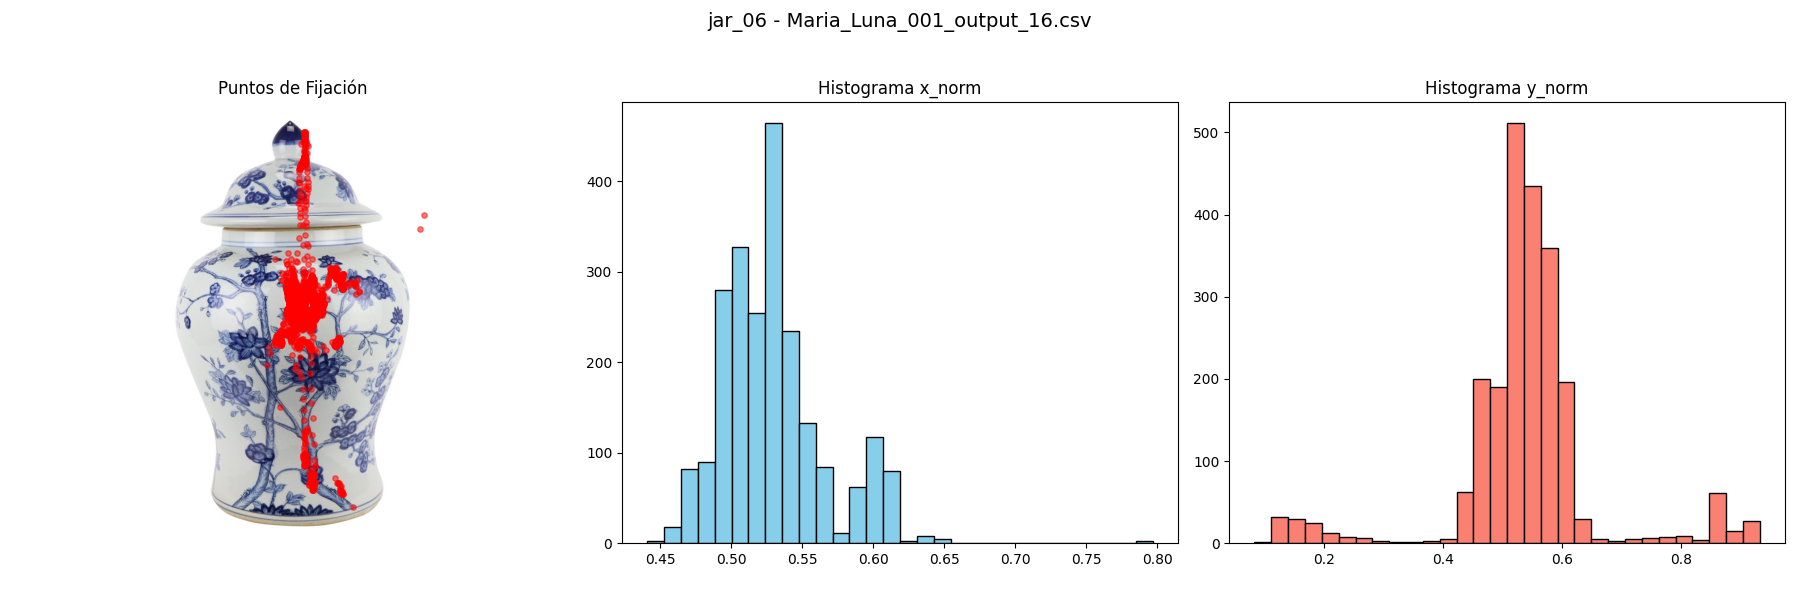 jar_06 - Maria_Luna_001_output_16.csv
Puntos de Fijación
Histograma x_norm
400
300
200
100
0
0.45 0.50 0.55 0.60 0.65 0.70 0.75 0.80
Histograma y_norm
500
400
300
200
100
0
0.2 0.4 0.6 0.8